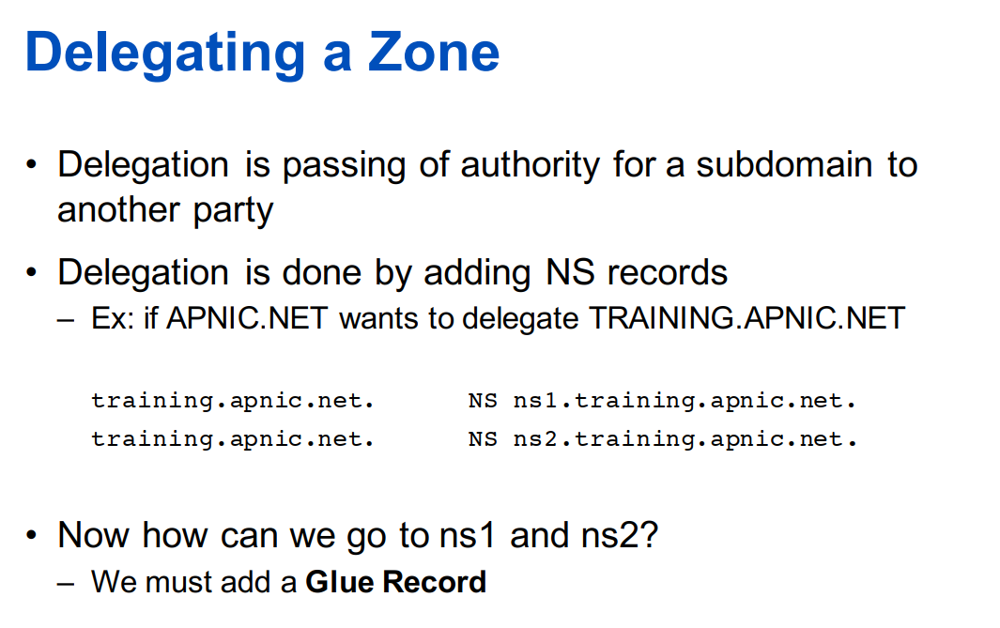 Delegating a Zone
• Delegation is passing of authority for a subdomain to
another party
• Delegation is done by adding NS records
– Ex: if APNIC.NET wants to delegate TRAINING.APNIC.NET
training.apnic.net. NS ns1.training.apnic.net.
training.apnic.net. NS ns2.training.apnic.net.
• Now how can we go to ns1 and ns2?
– We must add a Glue Record